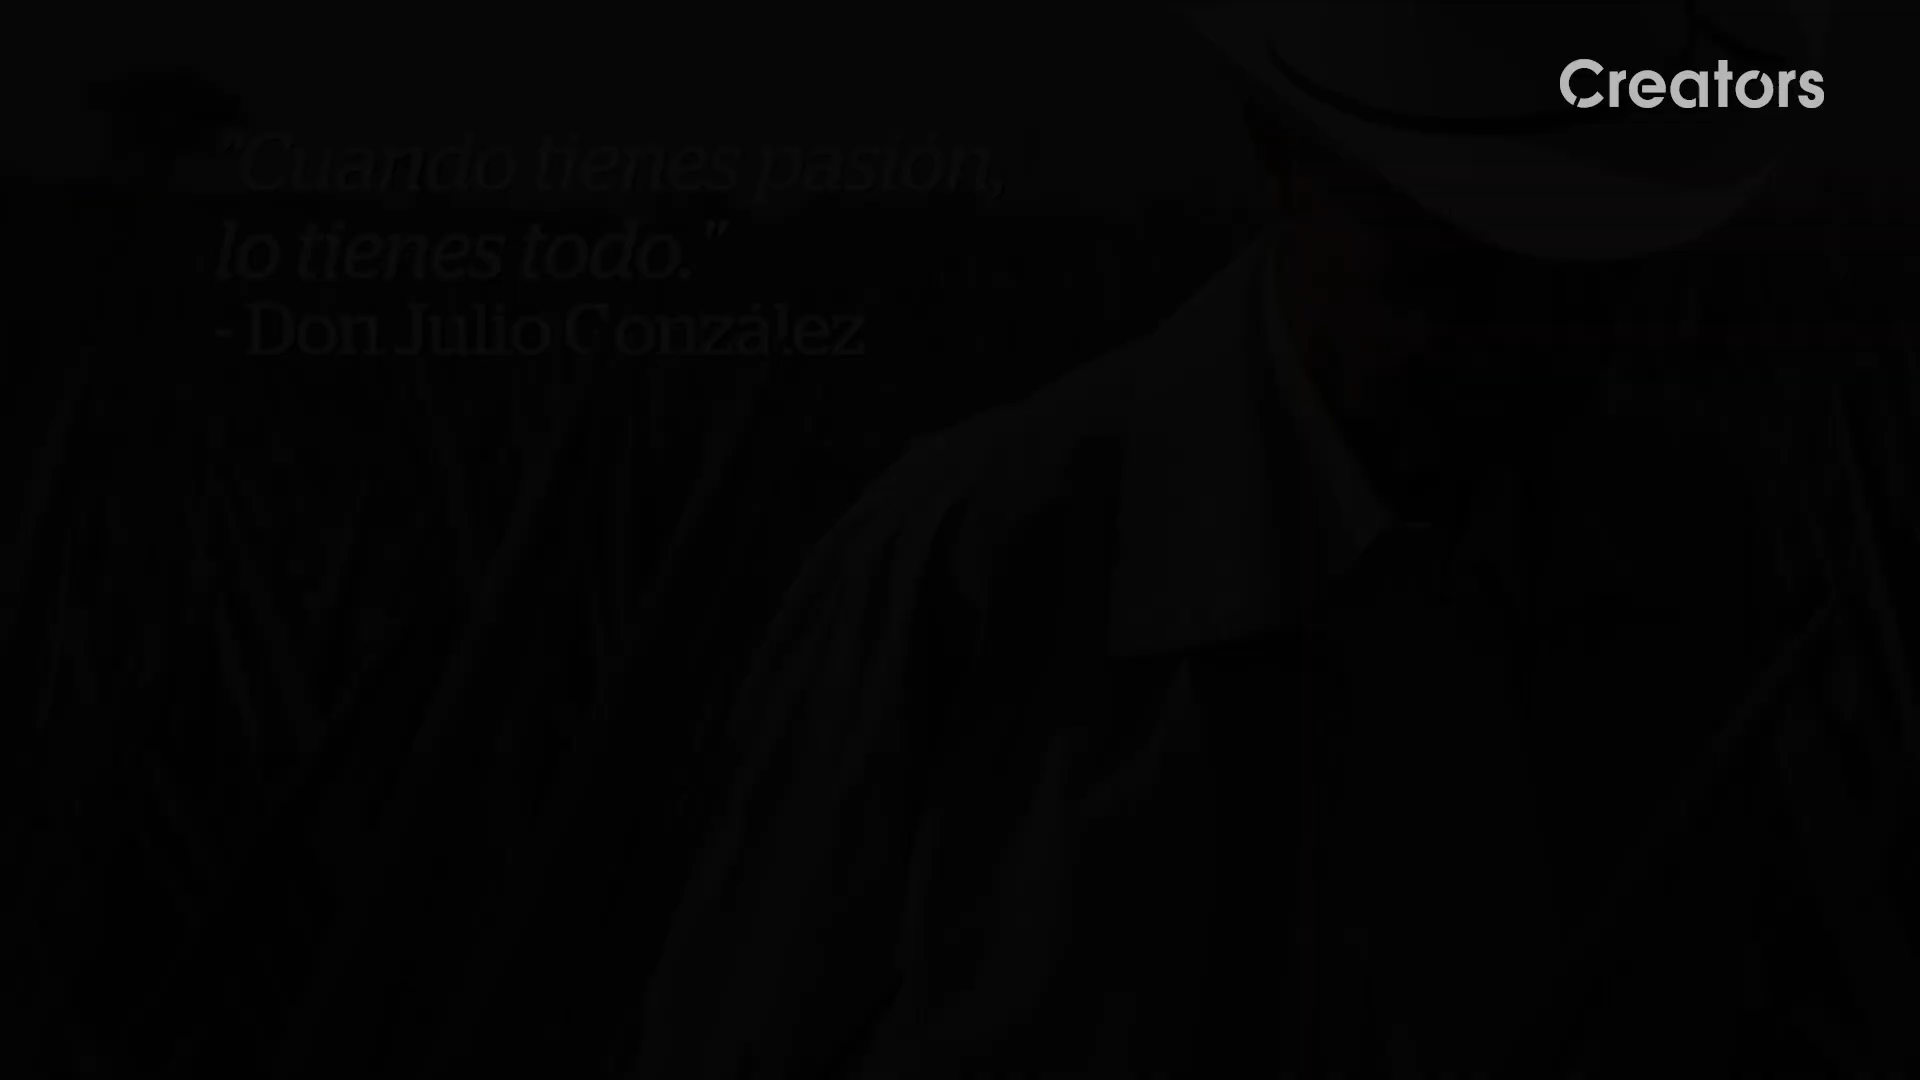 Creators
"Cuando tienes pasión,
lo tienes todo."
- Don Julio González